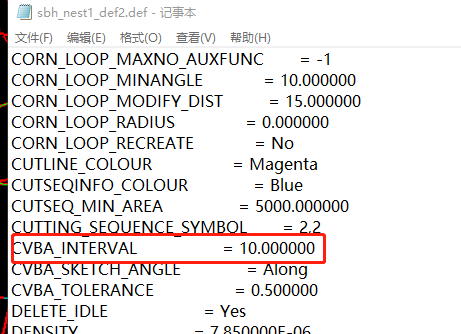 sbh_nest1_def2.def - 记事本
文件(F) 编辑(E) 格式(O) 查看(V) 帮助(H)
CORN_LOOP_MAXNO_AUXFUNC = -1
CORN_LOOP_MINANGLE = 10.000000
CORN_LOOP_MODIFY_DIST = 15.000000
CORN_LOOP_RADIUS = 0.000000
CORN_LOOP_RECREATE = No
CUTLINE_COLOUR = Magenta
CUTSEQINFO_COLOUR = Blue
CUTSEQ_MIN_AREA = 5000.000000
CUTTING_SEQUENCE_SYMBOL = 2,2
CVBA_INTERVAL = 10.000000
CVBA_SKETCH_ANGLE = Along
CVBA_TOLERANCE = 0.500000
DELETE_IDLE = Yes
DENSITY = 7.850000E-06